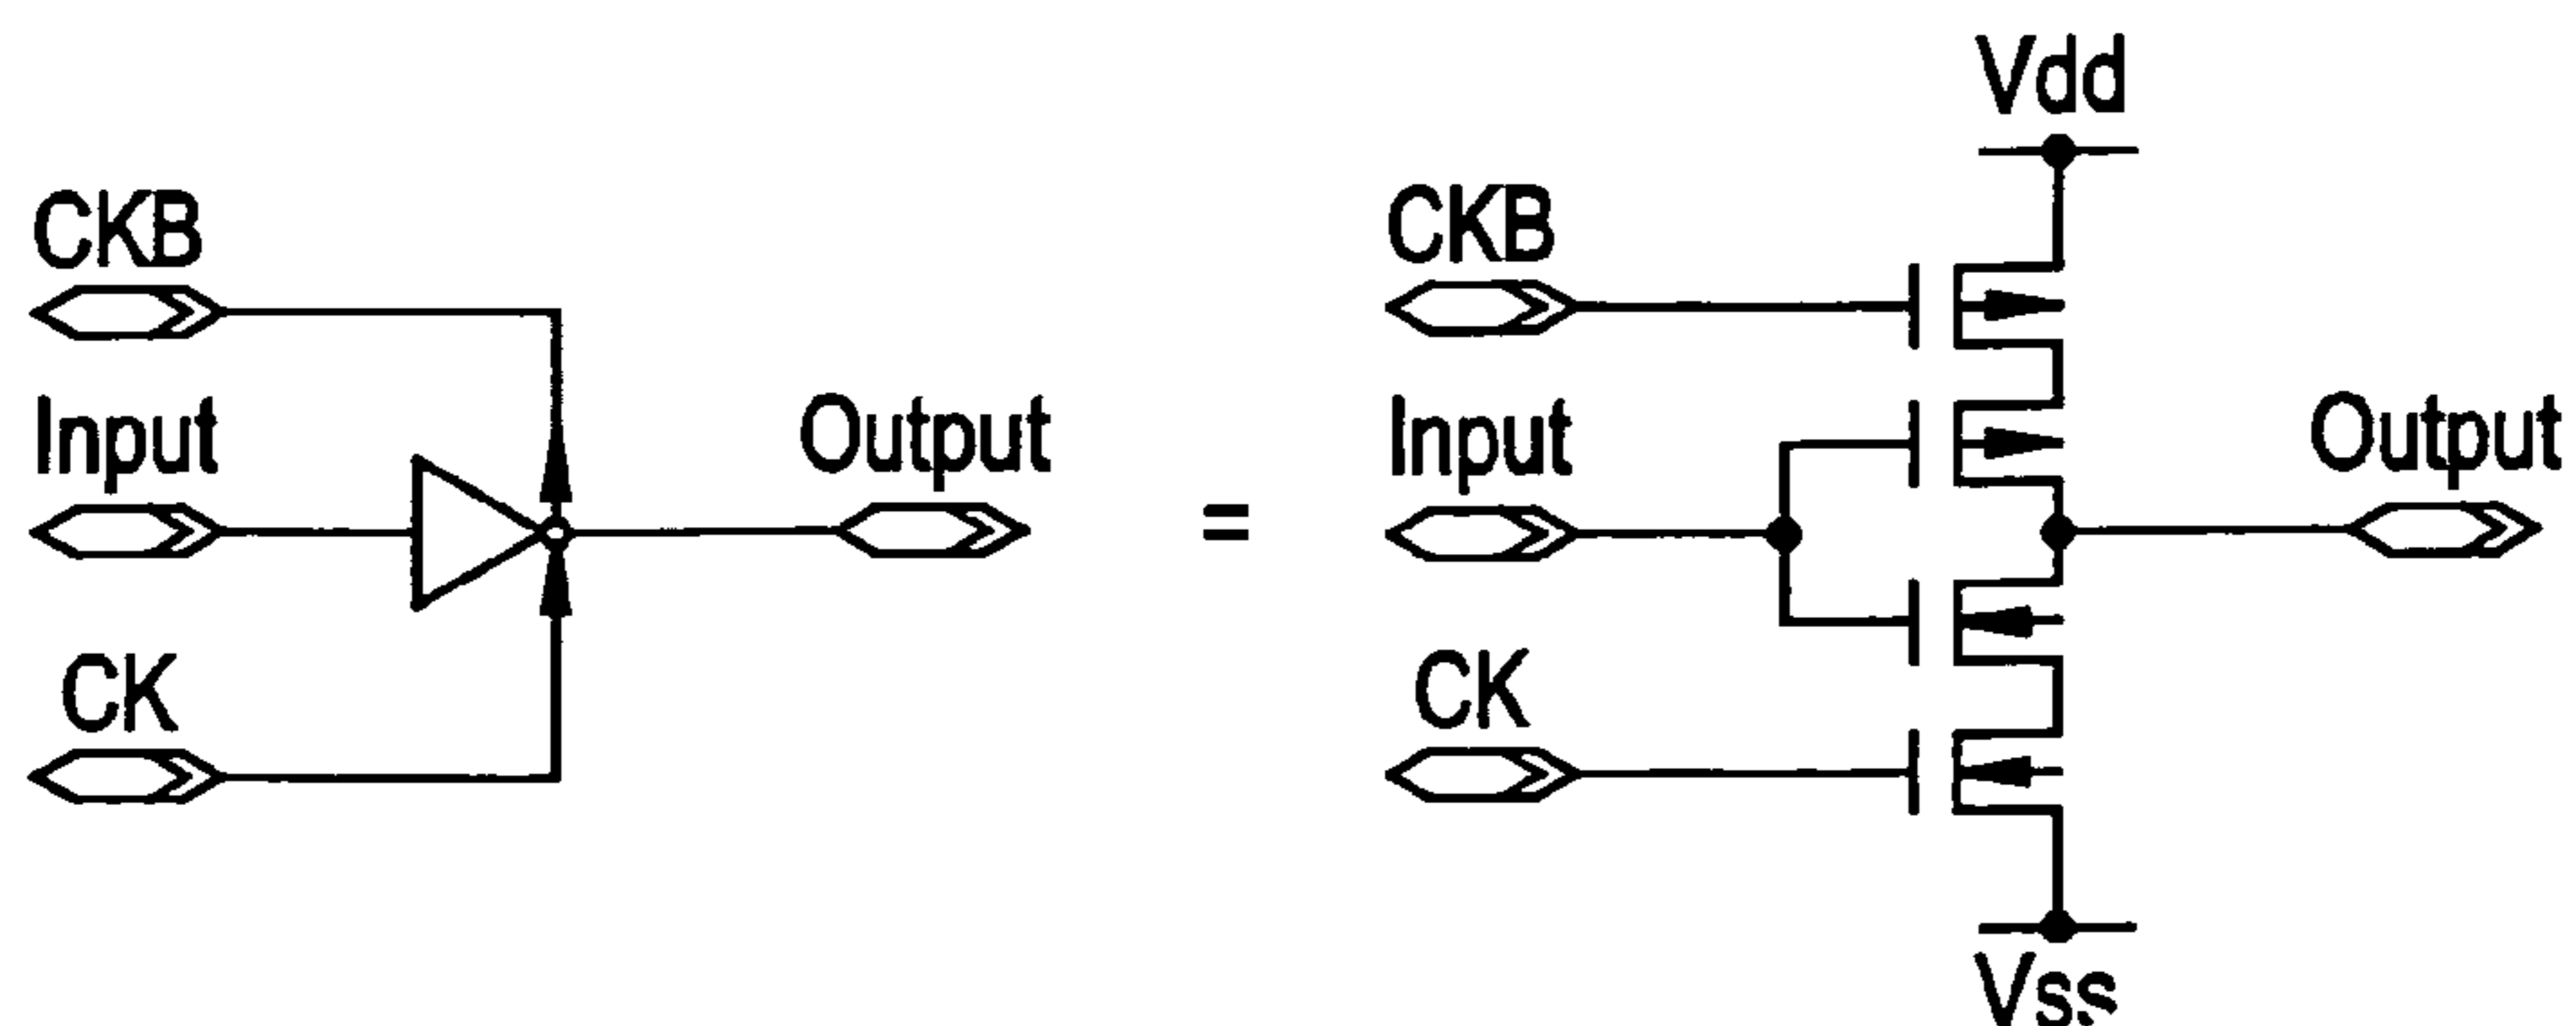 CKB
Input
Output
CK
=
Vdd
CKB
Input
Output
CK
Vss